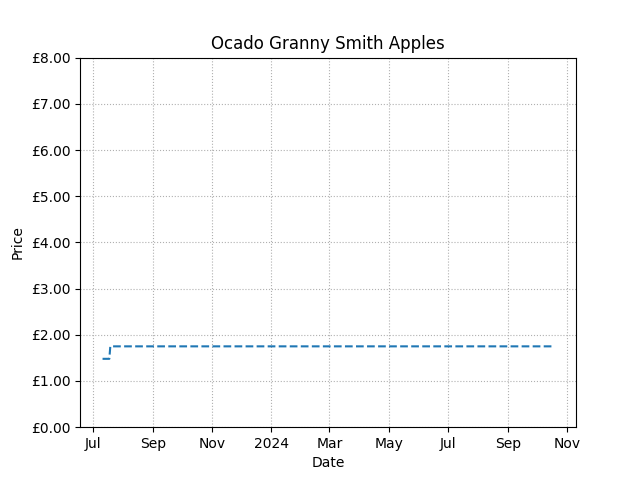 Ocado Granny Smith Apples
£8.00
£7.00
£6.00
£5.00
£4.00
£3.00
£2.00
£1.00
£0.00
Price
Jul Sep Nov 2024 Mar May Jul Sep Nov
Date